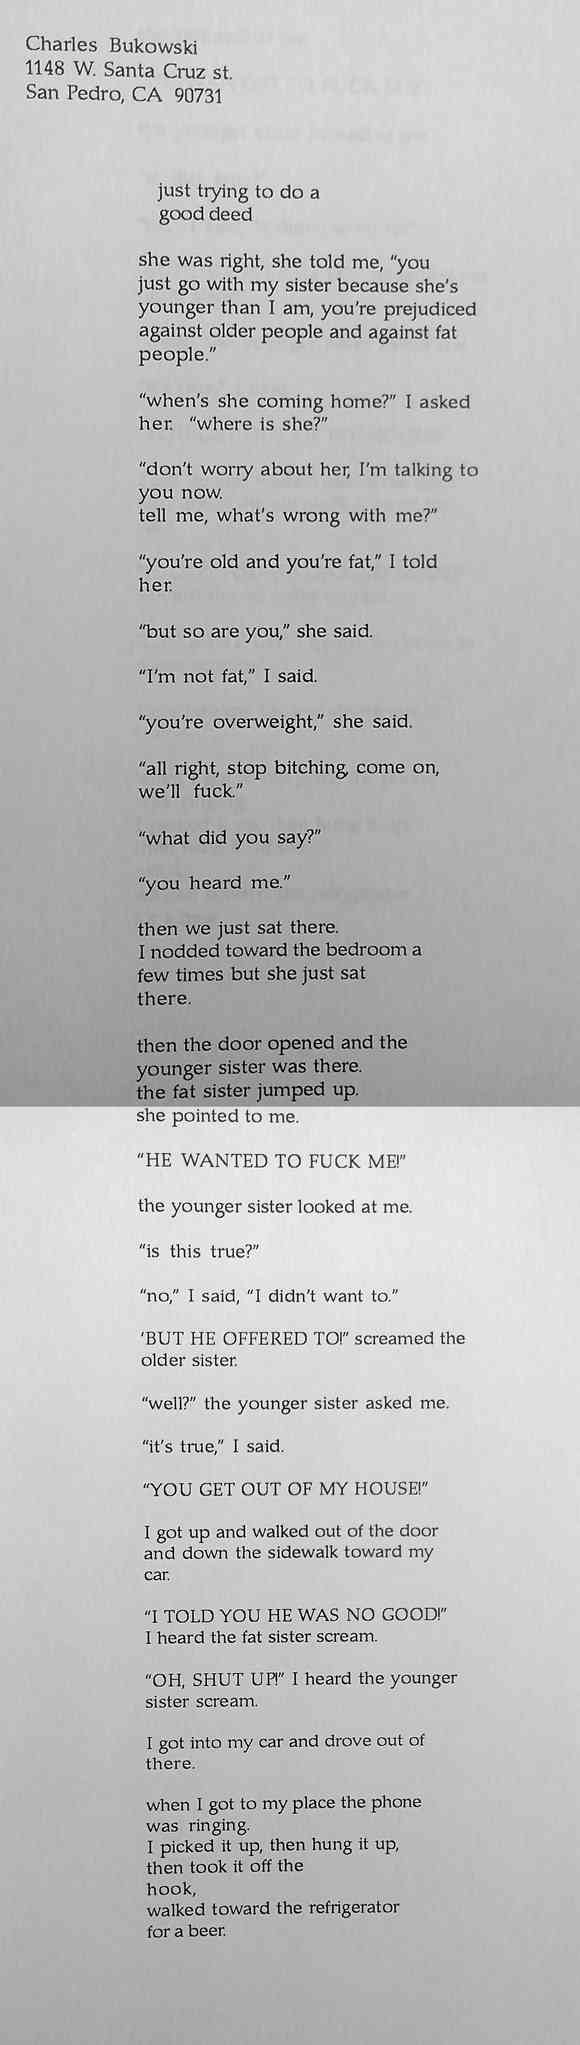 Charles Bukowski
1148 W. Santa Cruz st.
San Pedro, CA 90731
just trying to do a
good deed
she was right, she told me, “you
just go with my sister because she’s
younger than I am, you’re prejudiced
against older people and against fat
people.”
“when’s she coming home?” I asked
her. “where is she?”
“don’t worry about her, I’m talking to
you now.
tell me, what’s wrong with me?”
“you’re old and you’re fat,” I told
her.
“but so are you,” she said.
“I’m not fat,” I said.
“you’re overweight,” she said.
“all right, stop bitching, come on,
we’ll fuck.”
“what did you say?”
“you heard me.”
then we just sat there.
I nodded toward the bedroom a
few times but she just sat
there.
then the door opened and the
younger sister was there.
the fat sister jumped up.
she pointed to me.
“HE WANTED TO FUCK ME!”
the younger sister looked at me.
“is this true?”
“no,” I said, “I didn’t want to.”
‘BUT HE OFFERED TO!” screamed the
older sister.
“well?” the younger sister asked me.
“it’s true,” I said.
“YOU GET OUT OF MY HOUSE!”
I got up and walked out of the door
and down the sidewalk toward my
car.
“I TOLD YOU HE WAS NO GOOD!”
I heard the fat sister scream.
“OH, SHUT UP!” I heard the younger
sister scream.
I got into my car and drove out of
there.
when I got to my place the phone
was ringing.
I picked it up, then hung it up,
then took it off the
hook,
walked toward the refrigerator
for a beer.